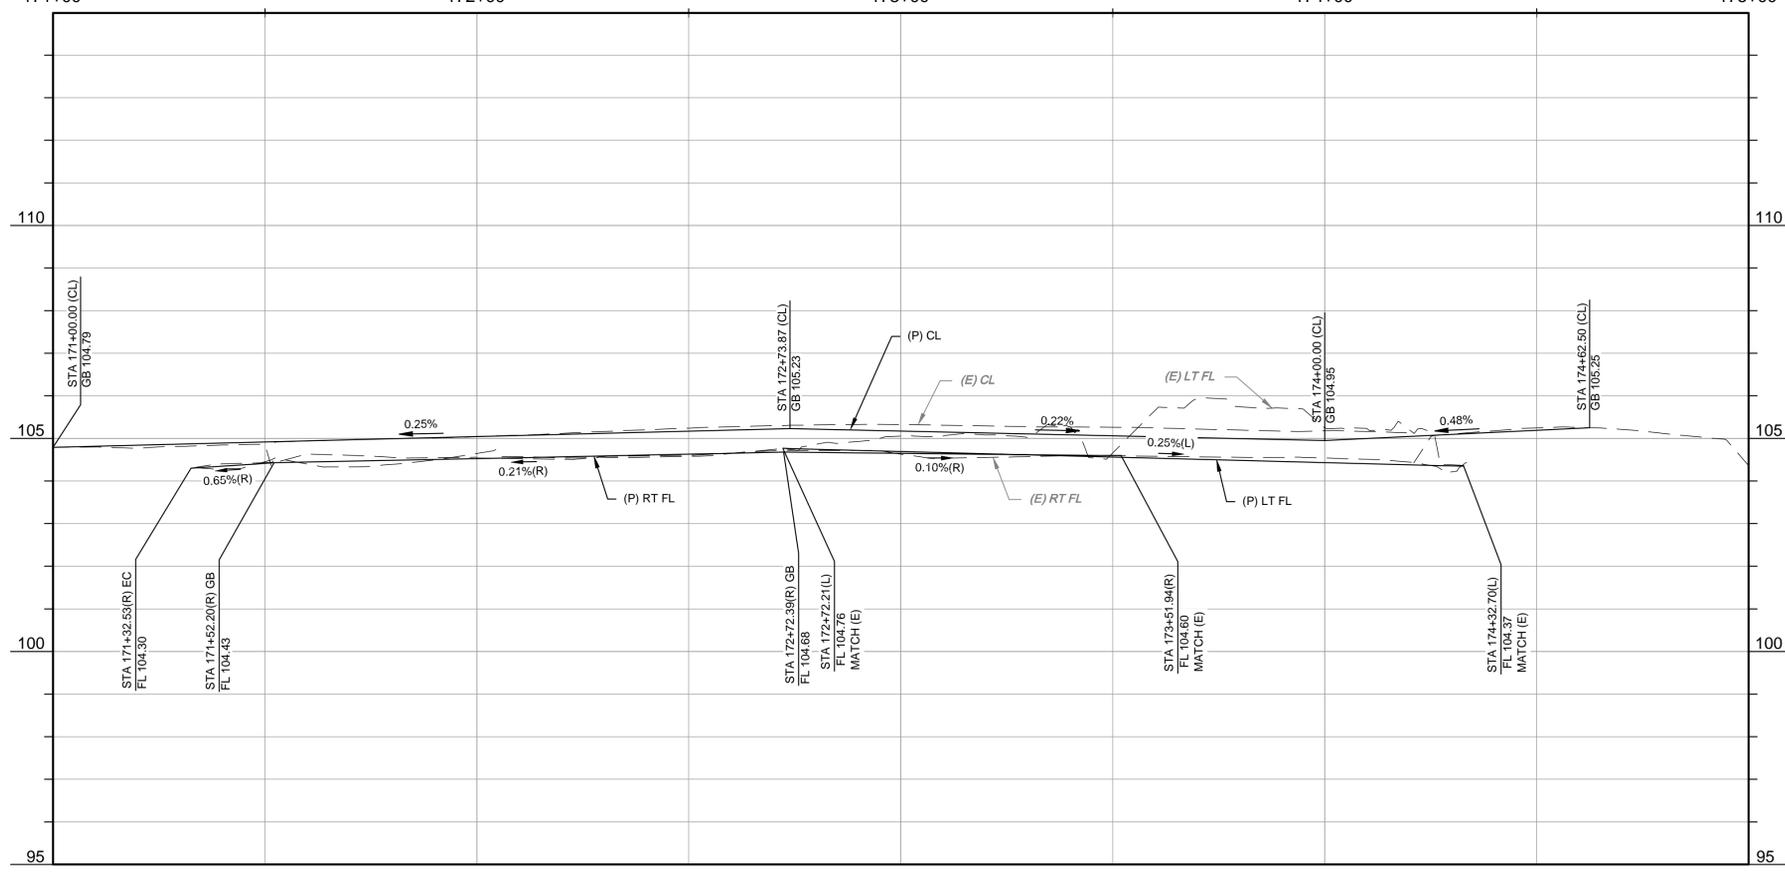 110
110
105
105
100
100
95
95
STA 171+00.00 (CL)
GB 104.79
STA 172+73.87 (CL)
GB 105.23
(P) CL
(E) CL
(E) LT FL
STA 174+00.00 (CL)
GB 104.95
STA 174+62.50 (CL)
GB 105.25
0.25%
0.22%
0.48%
0.25%(L)
0.65%(R)
0.21%(R)
0.10%(R)
(P) RT FL
(E) RT FL
(P) LT FL
STA 171+32.53(R) EC
FL 104.30
STA 171+52.20(R) GB
FL 104.43
STA 172+72.39(R) GB
FL 104.68
STA 172+72.21(L)
FL 104.76
MATCH (E)
STA 173+51.94(R)
FL 104.60
MATCH (E)
STA 174+32.70(L)
FL 104.37
MATCH (E)